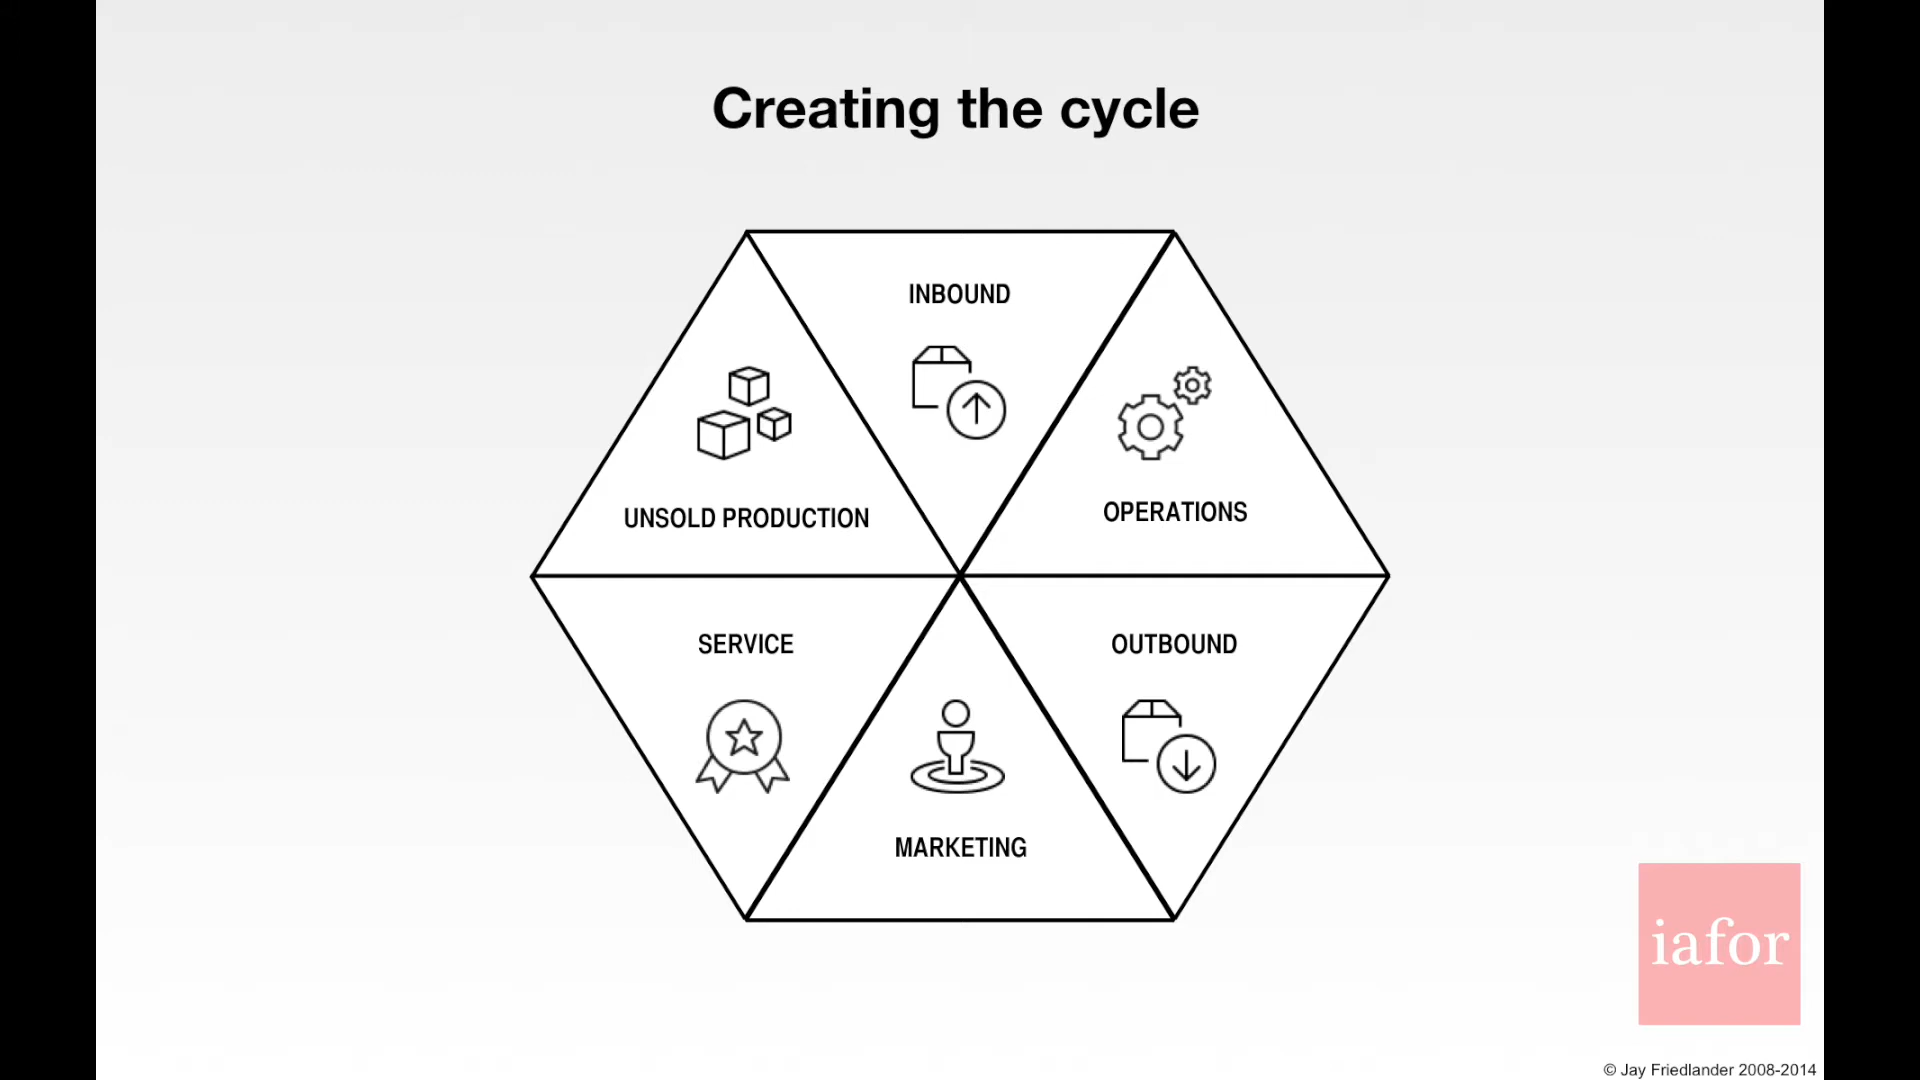 Creating the cycle
INBOUND
UNSOLD PRODUCTION
OPERATIONS
SERVICE
OUTBOUND
MARKETING
iafor
© Jay Friedlander 2008-2014